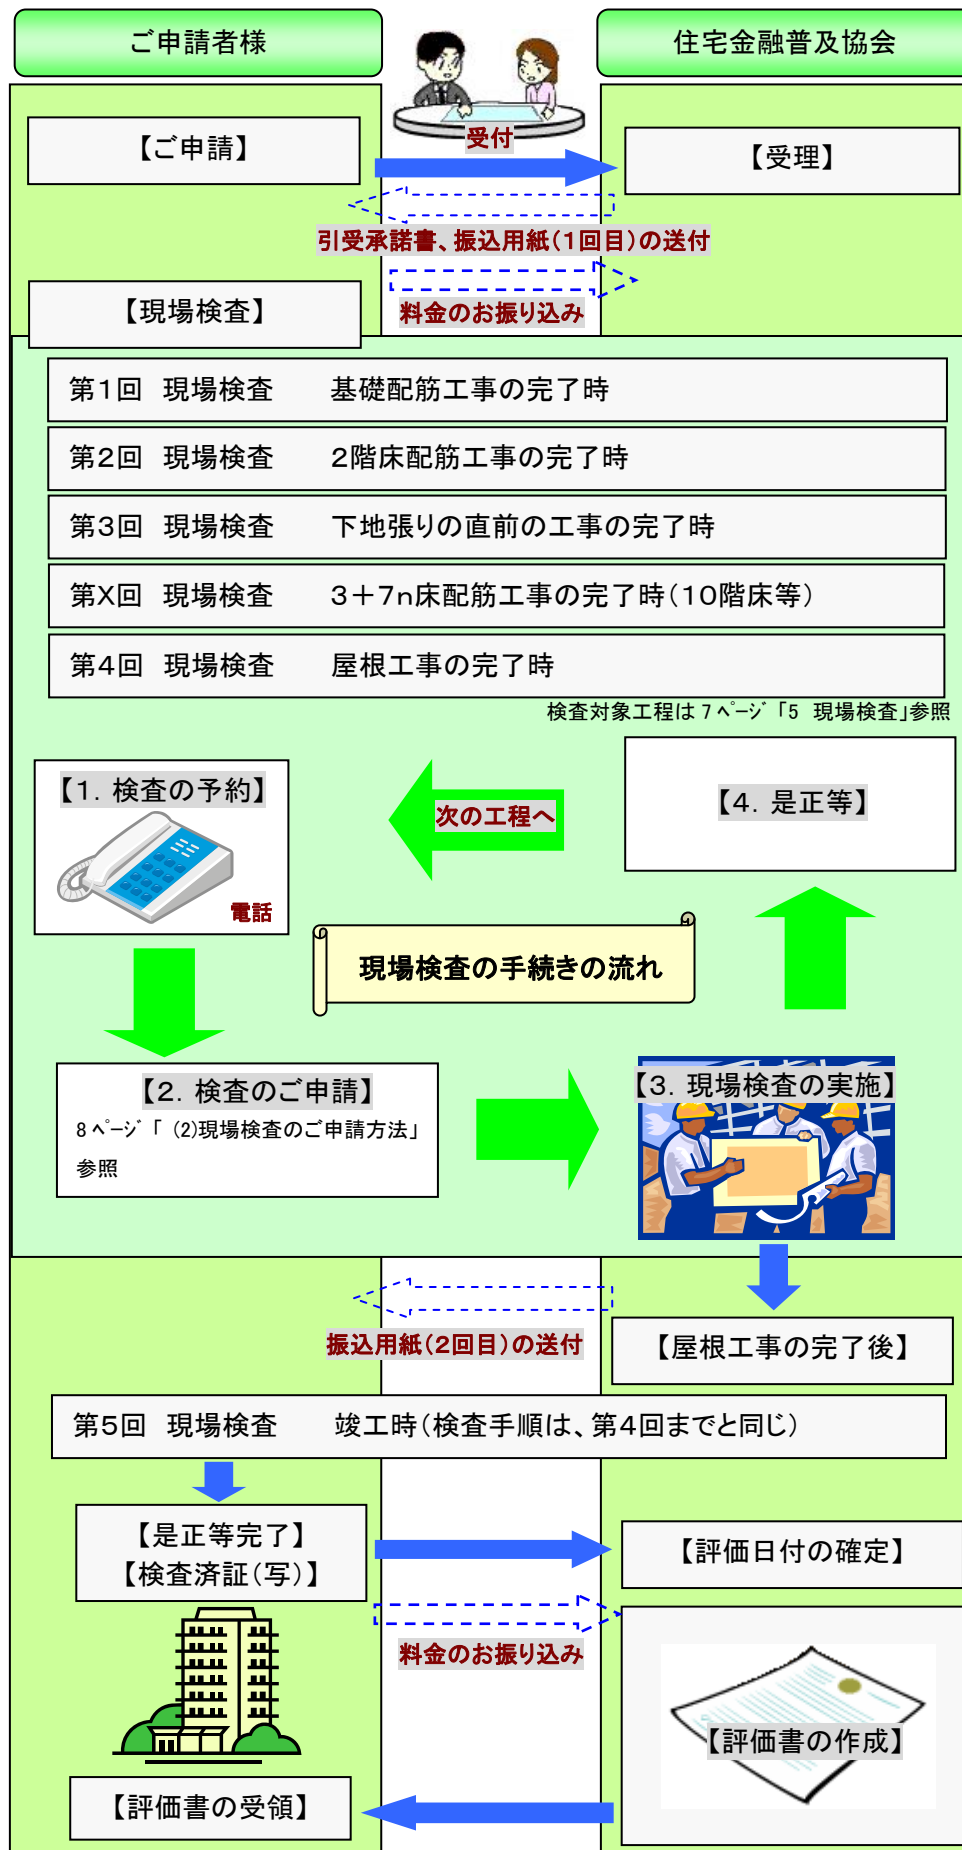 ご申請者様
住宅金融普及協会
【ご申請】
受付
【受理】
引受承諾書、振込用紙（１回目）の送付
【現場検査】
料金のお振り込み
第１回 現場検査 基礎配筋工事の完了時
第２回 現場検査 ２階床配筋工事の完了時
第３回 現場検査 下地張りの直前の工事の完了時
第Ｘ回 現場検査 ３＋７ｎ床配筋工事の完了時（１０階床等）
第４回 現場検査 屋根工事の完了時
検査対象工程は 7 ﾍﾟｰｼﾞ「5 現場検査」参照
【１．検査の予約】
電話
次の工程へ
【４．是正等】
現場検査の手続きの流れ
【２．検査のご申請】
8 ﾍﾟｰｼﾞ「 (2)現場検査のご申請方法」
参照
【３．現場検査の実施】
振込用紙（２回目）の送付
【屋根工事の完了後】
第５回 現場検査 竣工時（検査手順は、第４回までと同じ）
【是正等完了】
【検査済証（写）】
【評価日付の確定】
料金のお振り込み
【評価書の作成】
【評価書の受領】